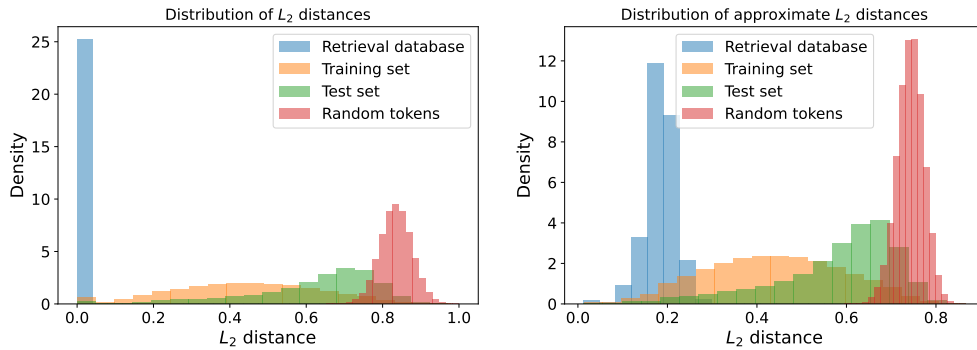 Distribution of L₂ distances
Density
25
20
15
10
5
0
0.0 0.2 0.4 0.6 0.8 1.0
L₂ distance
Retrieval database
Training set
Test set
Random tokens
Distribution of approximate L₂ distances
Density
12
10
8
6
4
2
0
0.0 0.2 0.4 0.6 0.8
L₂ distance
Retrieval database
Training set
Test set
Random tokens